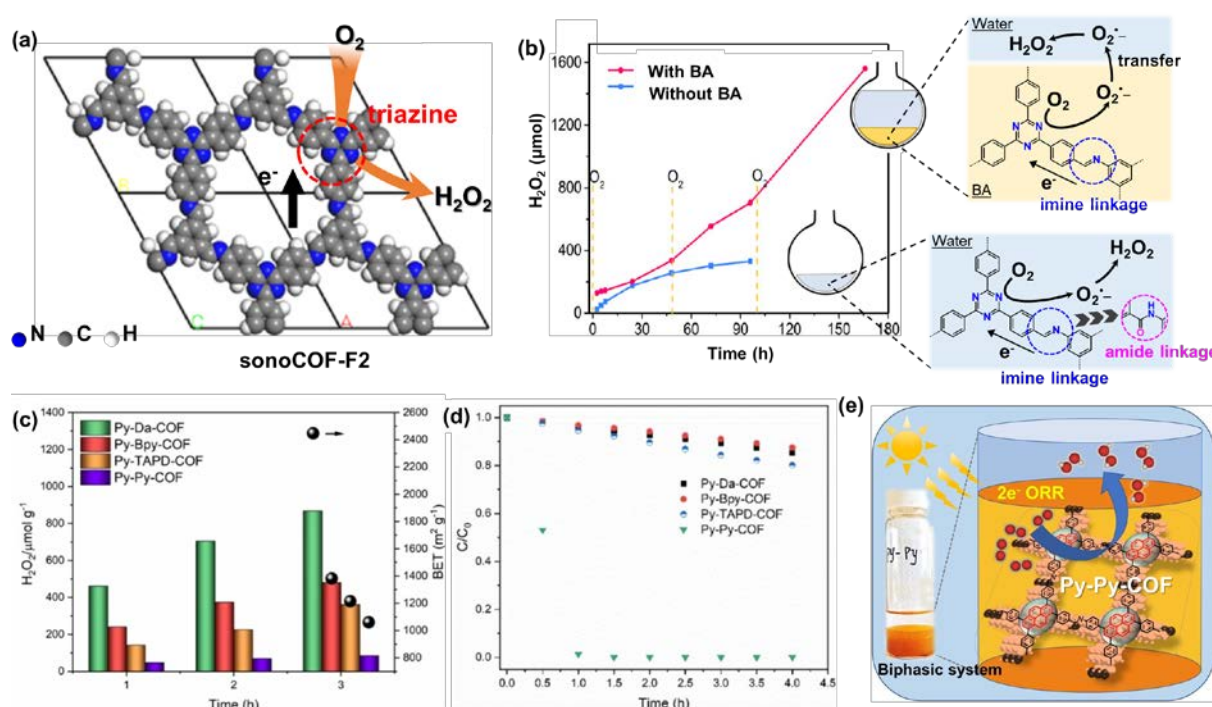 (a)
O₂
triazine
e⁻
H₂O₂
B
C
A
N C H
sonoCOF-F2
(b)
With BA
Without BA
H₂O₂ (μmol)
1600
1200
800
400
0
O₂ O₂ O₂
0 30 60 90 120 150 180
Time (h)
Water
H₂O₂ O₂•−
transfer
O₂ O₂•−
N N
N N
e⁻
BA
imine linkage
Water
H₂O₂
O₂
O₂•−
N N
N N
H
N
O
e⁻
amide linkage
imine linkage
(c)
Py-Da-COF
Py-Bpy-COF
Py-TAPD-COF
Py-Py-COF
H₂O₂/μmol g⁻¹
1400
1200
1000
800
600
400
200
0
1 2 3
Time (h)
BET (m² g⁻¹)
2600
2400
2200
2000
1800
1600
1400
1200
1000
800
(d)
C/C₀
1.0
0.8
0.6
0.4
0.2
0.0
Py-Da-COF
Py-Bpy-COF
Py-TAPD-COF
Py-Py-COF
0.0 0.5 1.0 1.5 2.0 2.5 3.0 3.5 4.0 4.5
Time (h)
(e)
2e⁻ ORR
Py-Py-COF
Biphasic system